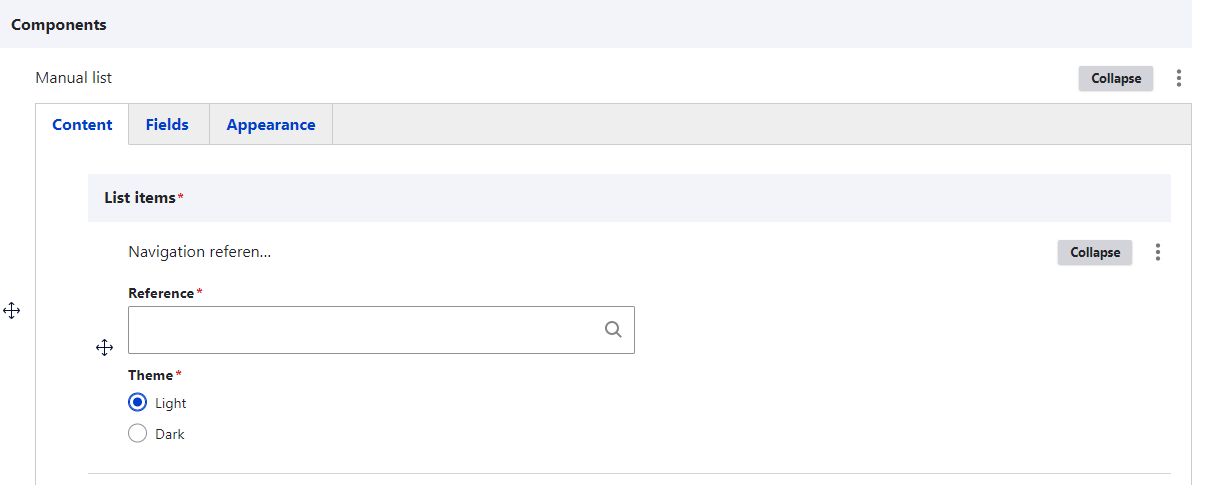 Components
Manual list
Collapse
Content Fields Appearance
List items*
Navigation referen...
Collapse
Reference*
Theme*
Light
Dark